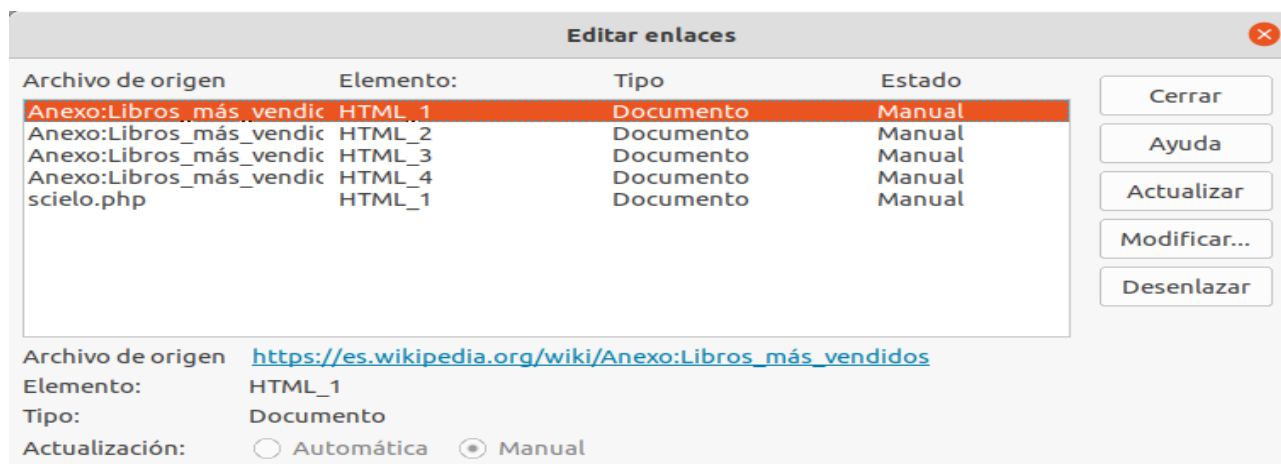 Editar enlaces
Archivo de origen Elemento: Tipo Estado
Anexo:Libros_más_vendic HTML_1 Documento Manual
Anexo:Libros_más_vendic HTML_2 Documento Manual
Anexo:Libros_más_vendic HTML_3 Documento Manual
Anexo:Libros_más_vendic HTML_4 Documento Manual
scielo.php HTML_1 Documento Manual
Cerrar
Ayuda
Actualizar
Modificar...
Desenlazar
Archivo de origen https://es.wikipedia.org/wiki/Anexo:Libros_más_vendidos
Elemento: HTML_1
Tipo: Documento
Actualización: Automática Manual